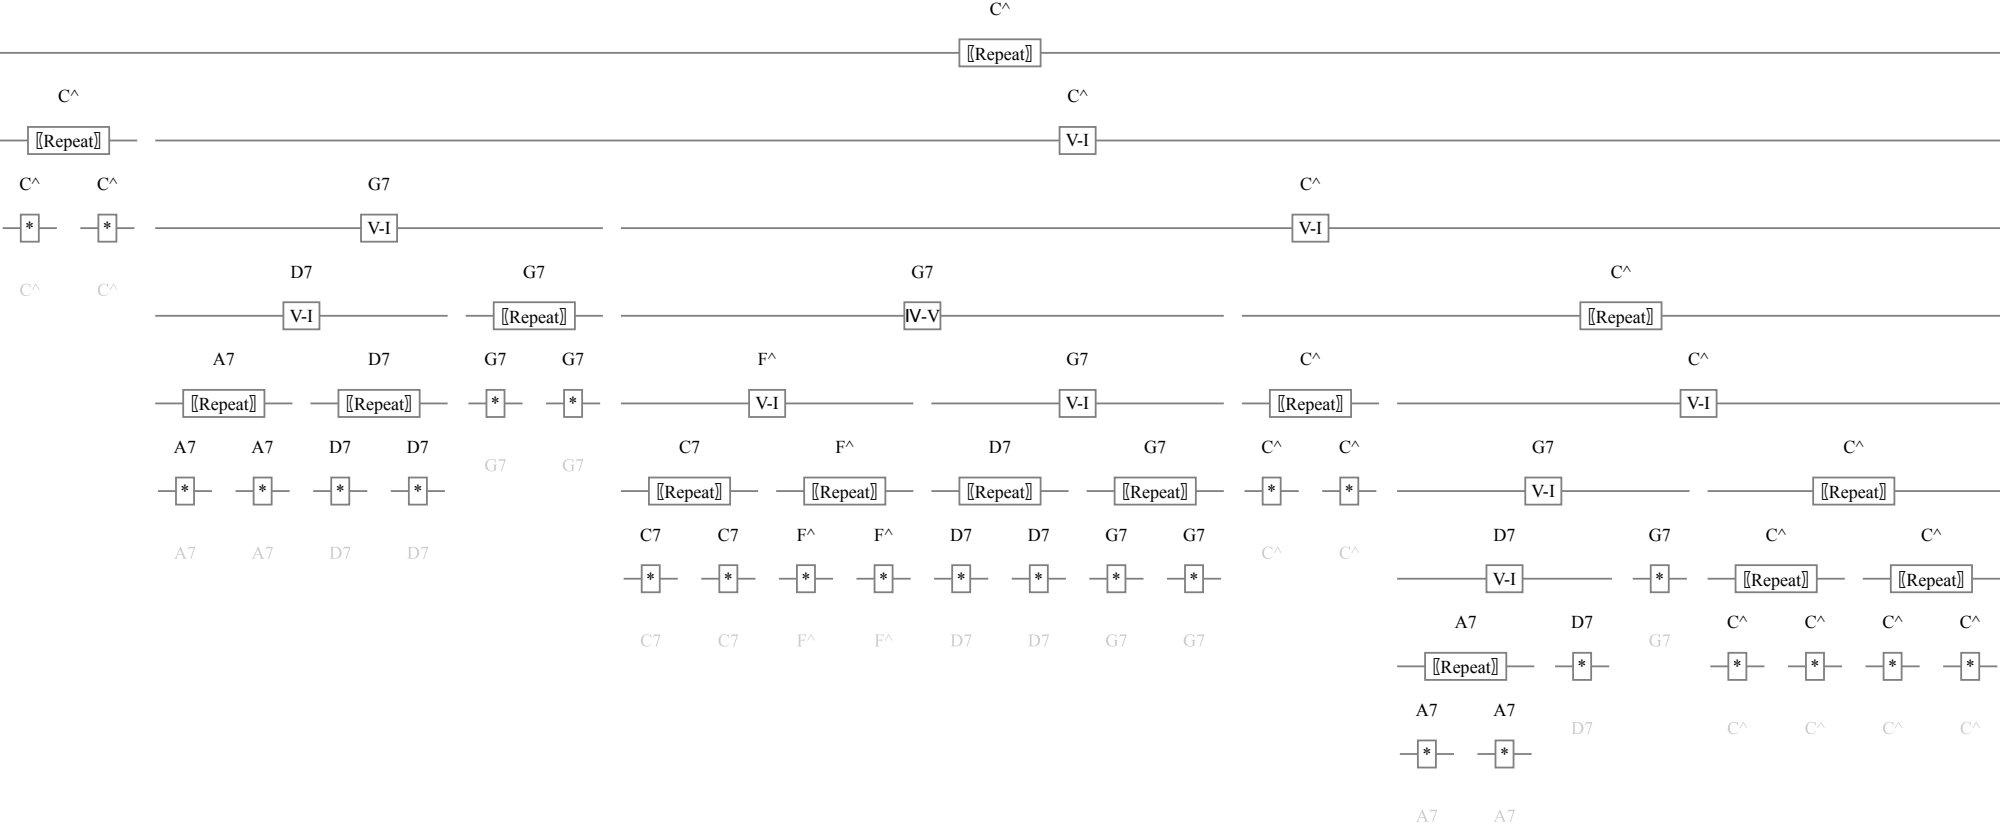 C^
〚Repeat〛
C^ C^
〚Repeat〛 V-I
C^ C^ G7 C^
* * V-I V-I
D7 G7 G7 C^
C^ C^
V-I 〚Repeat〛 Ⅳ-V 〚Repeat〛
A7 D7 G7 G7 F^ G7 C^ C^
〚Repeat〛 〚Repeat〛 * * V-I V-I 〚Repeat〛 V-I
A7 A7 D7 D7 C7 F^ D7 G7 C^ C^ G7 C^
G7 G7
* * * * 〚Repeat〛 〚Repeat〛 〚Repeat〛 〚Repeat〛 * * V-I 〚Repeat〛
C7 C7 F^ F^ D7 D7 G7 G7 D7 G7 C^ C^
A7 A7 D7 D7 C^ C^
* * * * * * * * V-I * 〚Repeat〛 〚Repeat〛
A7 D7 C^ C^ C^ C^
C7 C7 F^ F^ D7 D7 G7 G7 G7
〚Repeat〛 * * * * *
A7 A7
D7 C^ C^ C^ C^
* *
A7 A7